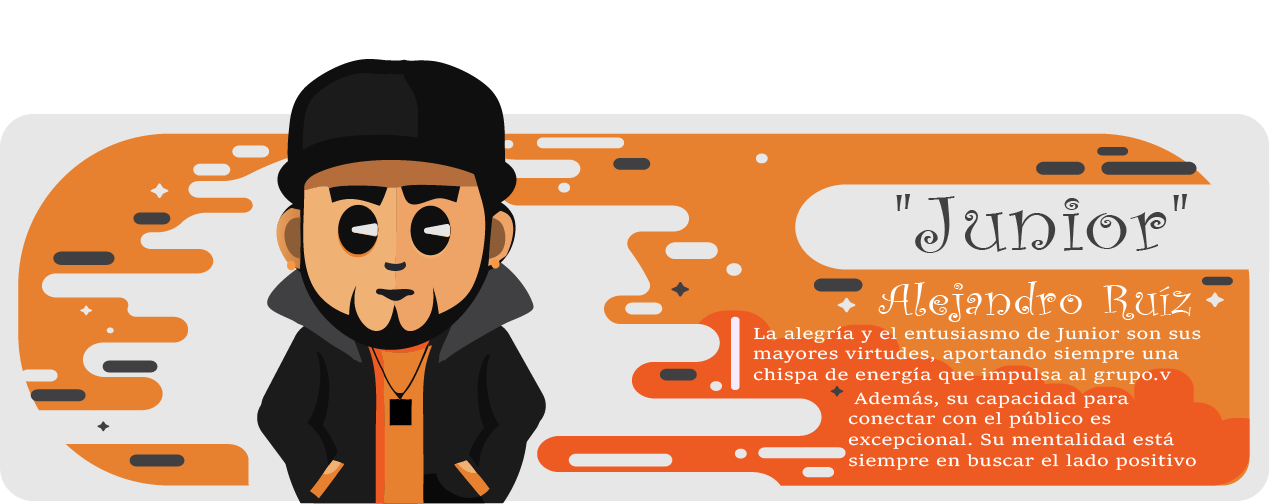 "Junior"
Alejandro Ruíz
La alegría y el entusiasmo de Junior son sus
mayores virtudes, aportando siempre una
chispa de energía que impulsa al grupo.v
Además, su capacidad para
conectar con el público es
excepcional. Su mentalidad está
siempre en buscar el lado positivo